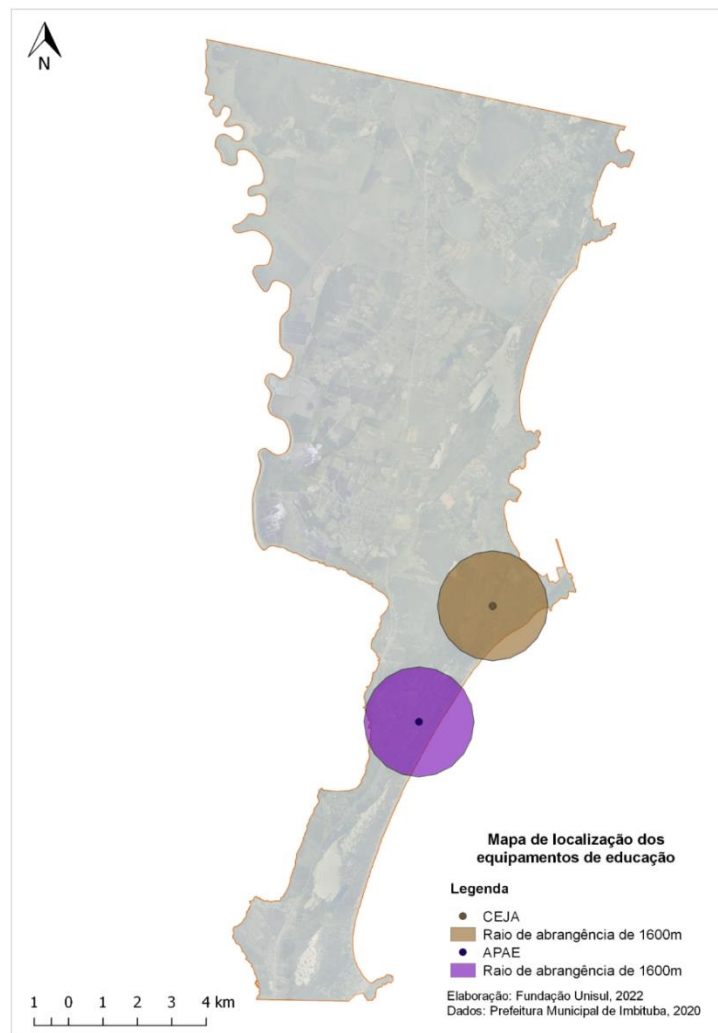 N
Mapa de localização dos
equipamentos de educação
Legenda
CEJA
Raio de abrangência de 1600m
APAE
Raio de abrangência de 1600m
Elaboração: Fundação Unisul, 2022
Dados: Prefeitura Municipal de Imbituba, 2020
1 0 1 2 3 4 km